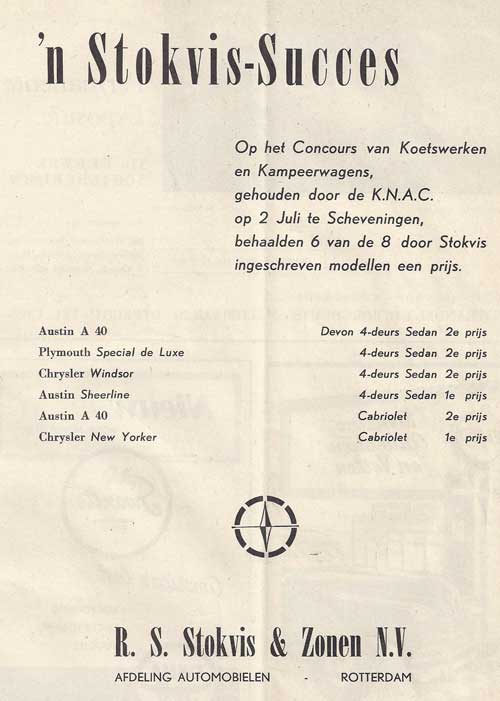 'n Stokvis-Succes
Op het Concours van Koetswerken
en Kampeerwagens,
gehouden door de K.N.A.C.
op 2 Juli te Scheveningen,
behaalden 6 van de 8 door Stokvis
ingeschreven modellen een prijs.
Austin A 40 Devon 4-deurs Sedan 2e prijs
Plymouth Special de Luxe 4-deurs Sedan 2e prijs
Chrysler Windsor 4-deurs Sedan 2e prijs
Austin Sheerline 4-deurs Sedan 1e prijs
Austin A 40 Cabriolet 2e prijs
Chrysler New Yorker Cabriolet 1e prijs
R. S. Stokvis & Zonen N.V.
AFDELING AUTOMOBIELEN - ROTTERDAM